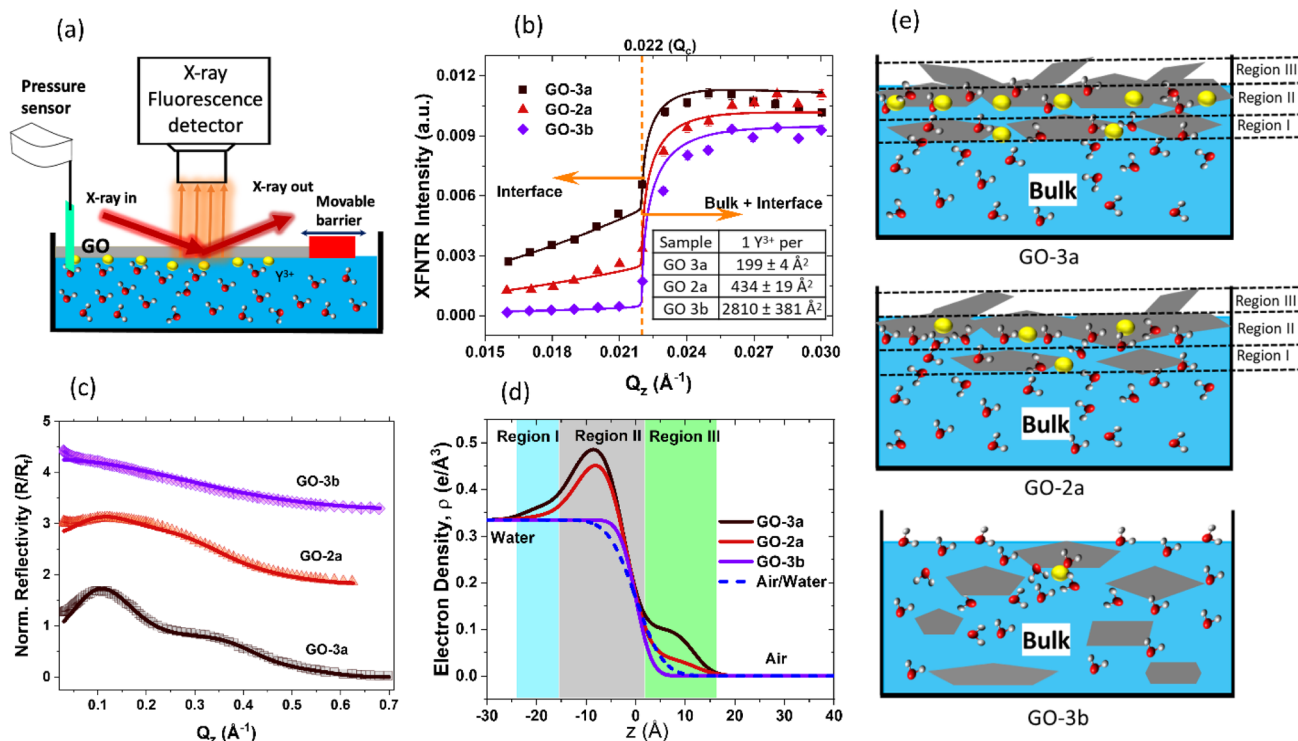 (a)
Pressure
sensor
X-ray
Fluorescence
detector
X-ray in
X-ray out
Movable
barrier
GO
Y³⁺
(b)
0.022 (Qc)
XFNTR Intensity (a.u.)
0.012
0.009
0.006
0.003
0.000
GO-3a
GO-2a
GO-3b
Interface
Bulk + Interface
Sample 1 Y³⁺ per
GO 3a 199 ± 4 Å²
GO 2a 434 ± 19 Å²
GO 3b 2810 ± 381 Å²
0.015 0.018 0.021 0.024 0.027 0.030
Qz (Å⁻¹)
(c)
Norm. Reflectivity (R/Rf)
5
4
3
2
1
0
GO-3b
GO-2a
GO-3a
0.1 0.2 0.3 0.4 0.5 0.6 0.7
Qz (Å⁻¹)
(d)
Electron Density, ρ (e/Å³)
0.5
0.4
0.3
0.2
0.1
0.0
Region I Region II Region III
Water
GO-3a
GO-2a
GO-3b
Air/Water
Air
-30 -20 -10 0 10 20 30 40
z (Å)
(e)
Region III
Region II
Region I
Bulk
GO-3a
Region III
Region II
Region I
Bulk
GO-2a
Bulk
GO-3b